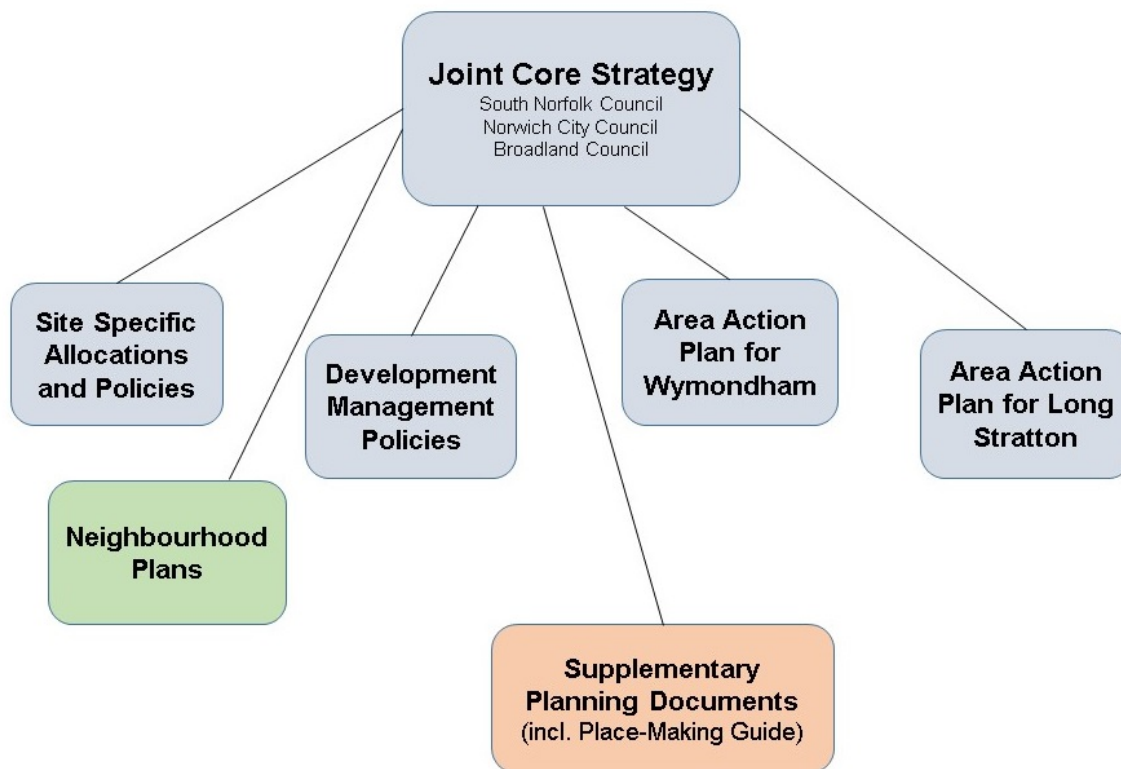 Joint Core Strategy
South Norfolk Council
Norwich City Council
Broadland Council
Site Specific
Allocations
and Policies
Neighbourhood
Plans
Development
Management
Policies
Supplementary
Planning Documents
(incl. Place-Making Guide)
Area Action
Plan for
Wymondham
Area Action
Plan for Long
Stratton